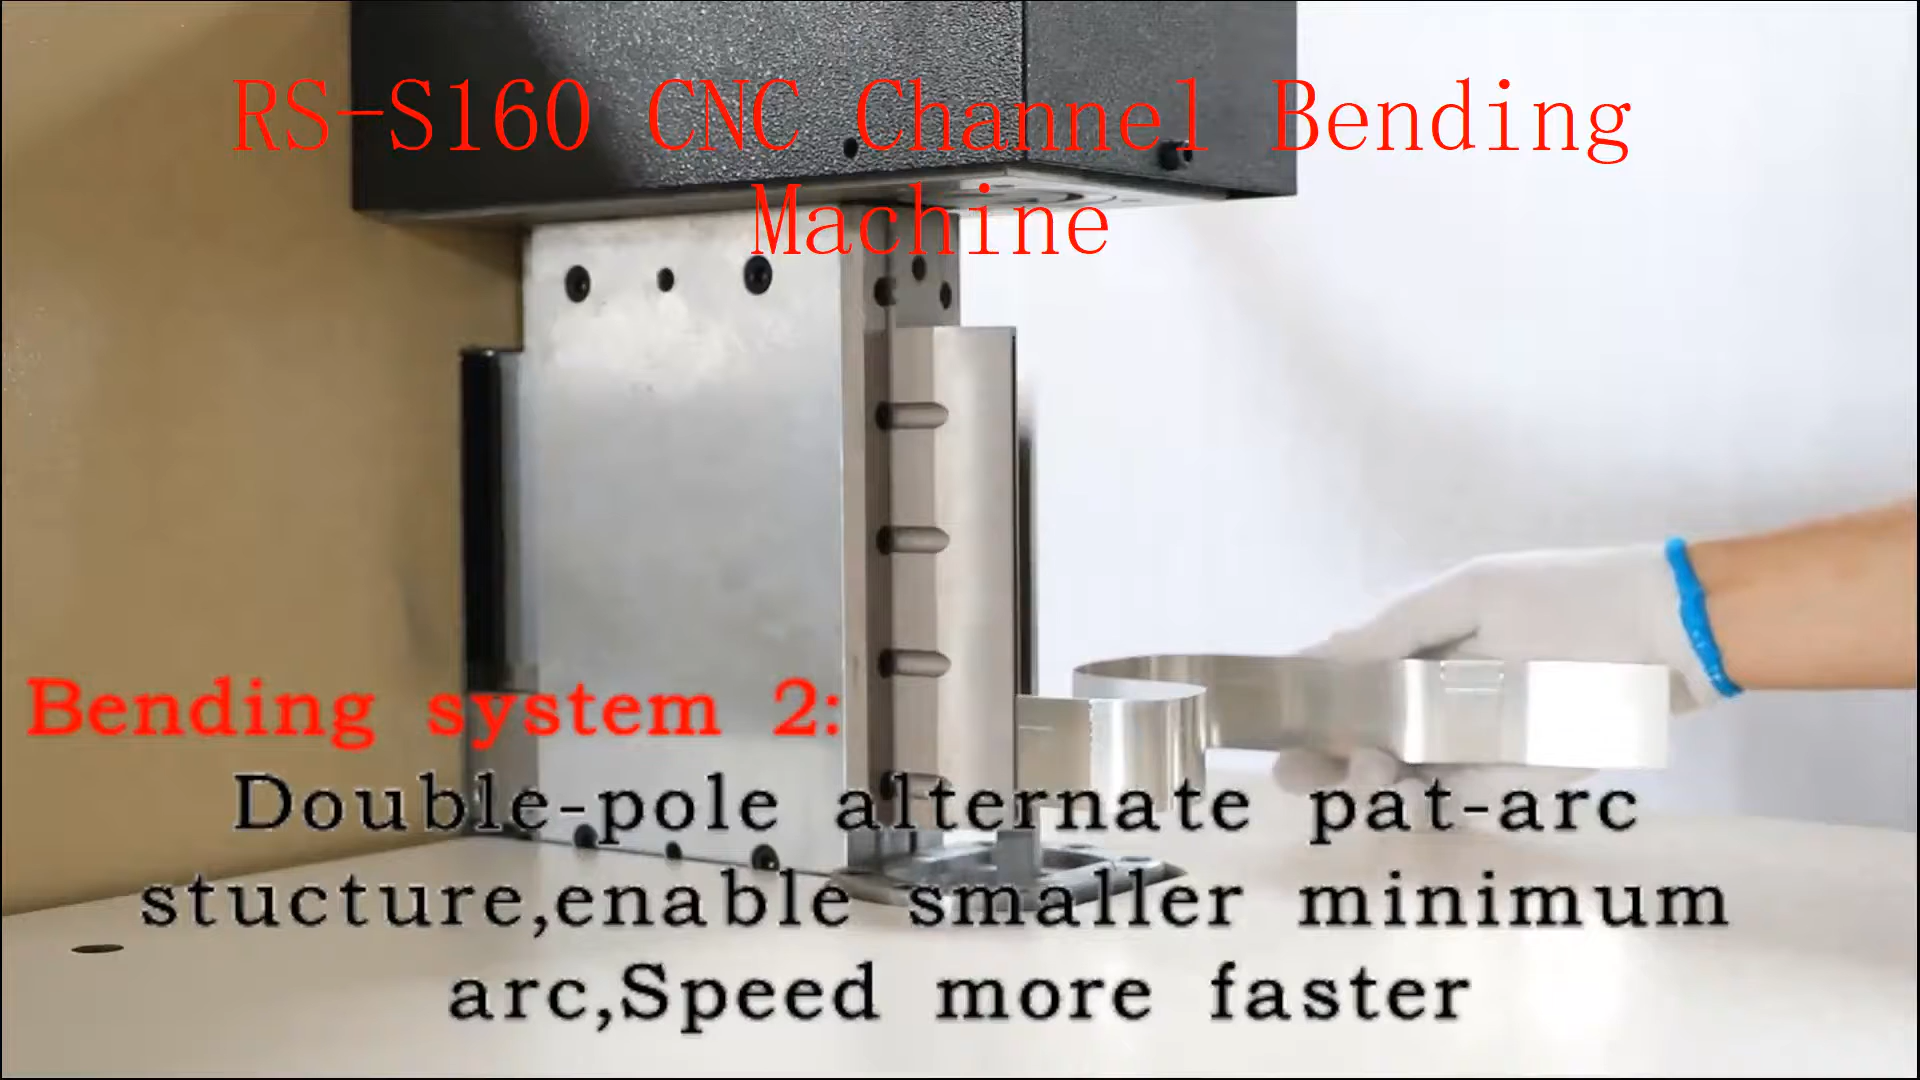 RS-S160 CNC Channel Bending
Machine
Bending system 2:
Double-pole alternate pat-arc
stucture,enable smaller minimum
arc,Speed more faster